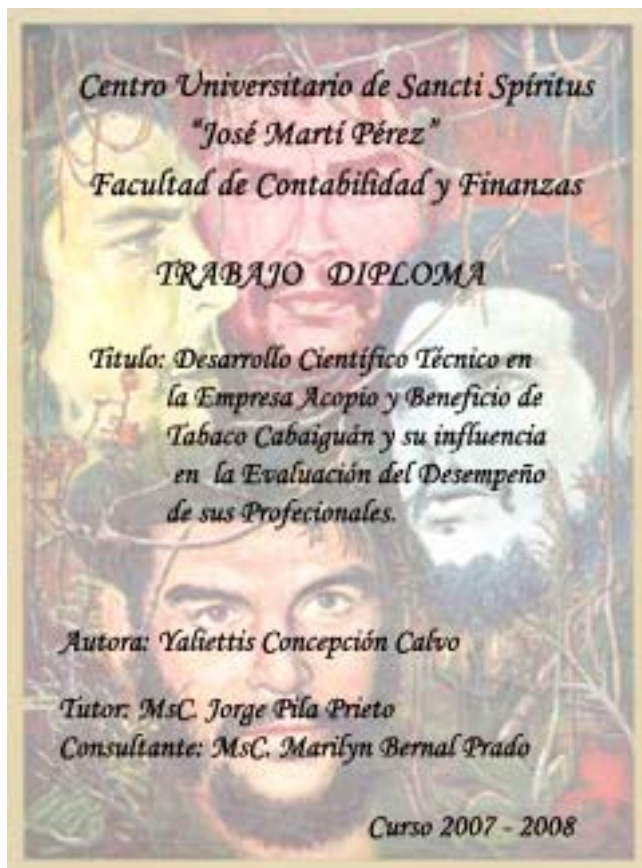 Centro Universitario de Sancti Spíritus
"José Martí Pérez"
Facultad de Contabilidad y Finanzas
TRABAJO DIPLOMA
Titulo: Desarrollo Científico Técnico en
la Empresa Acopio y Beneficio de
Tabaco Cabaiguán y su influencia
en la Evaluación del Desempeño
de sus Profecionales.
Autora: Yaliettis Concepción Calvo
Tutor: MsC. Jorge Pila Prieto
Consultante: MsC. Marilyn Bernal Prado
Curso 2007 - 2008